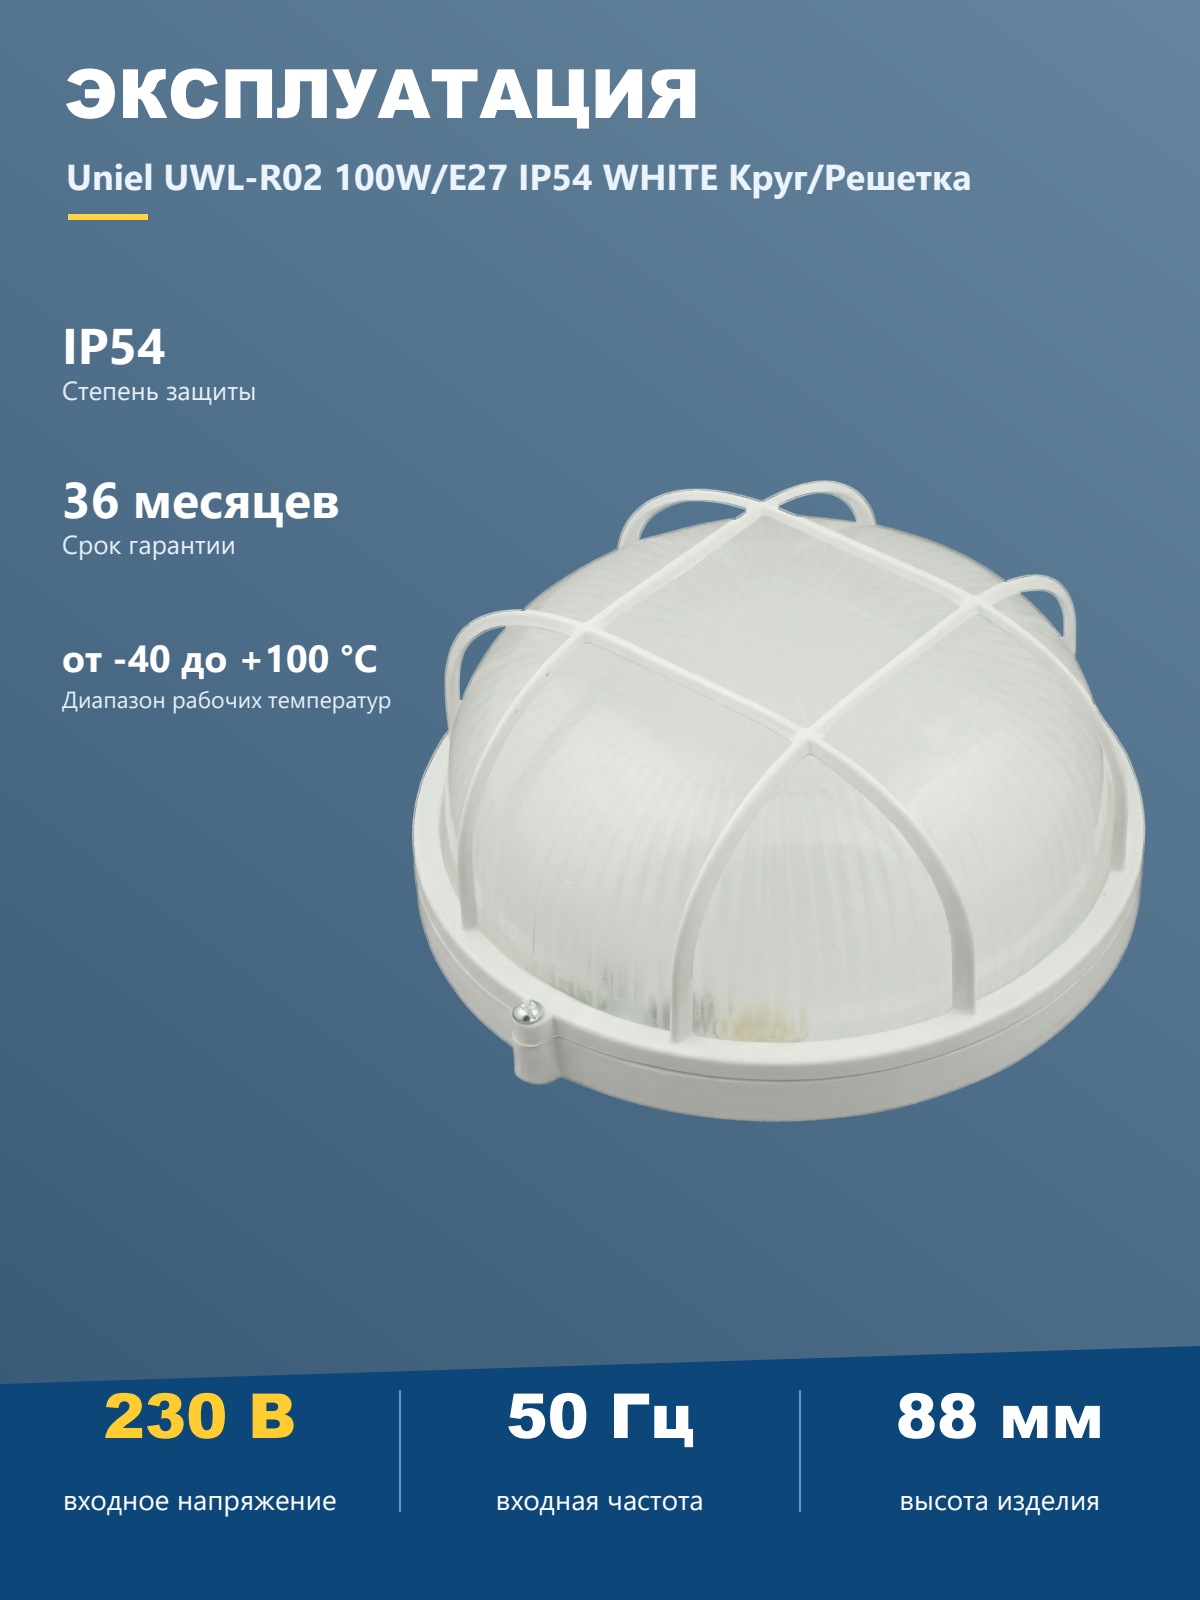 ЭКСПЛУАТАЦИЯ
Uniel UWL-R02 100W/E27 IP54 WHITE Круг/Решетка
IP54
Степень защиты
36 месяцев
Срок гарантии
от -40 до +100 °C
Диапазон рабочих температур
230 В
входное напряжение
50 Гц
входная частота
88 мм
высота изделия